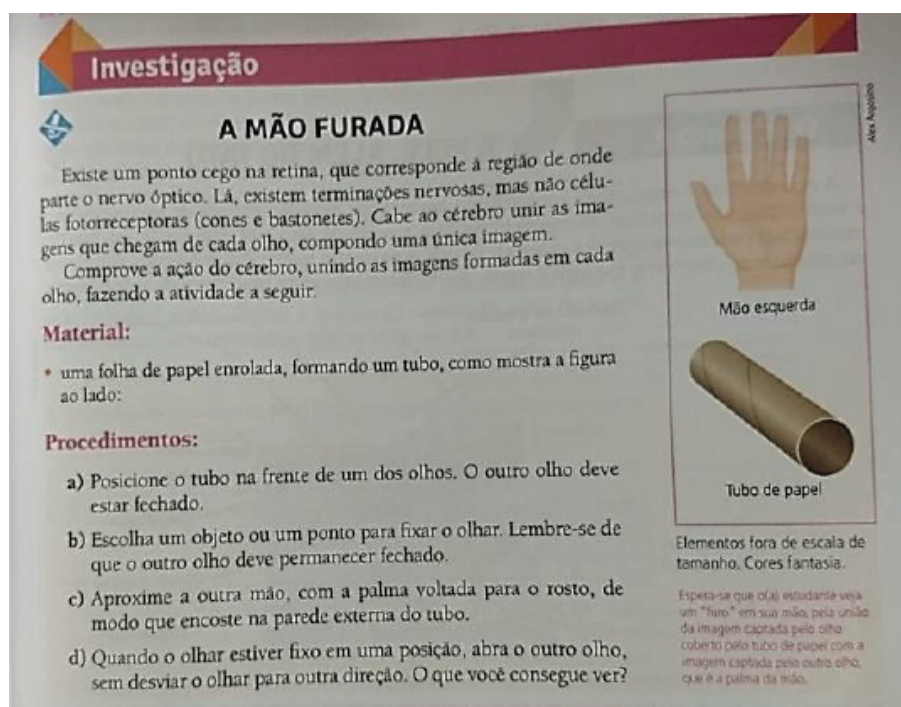 Investigação
A MÃO FURADA
Existe um ponto cego na retina, que corresponde à região de onde
parte o nervo óptico. Lá, existem terminações nervosas, mas não célu-
las fotorreceptoras (cones e bastonetes). Cabe ao cérebro unir as ima-
gens que chegam de cada olho, compondo uma única imagem.
Comprove a ação do cérebro, unindo as imagens formadas em cada
olho, fazendo a atividade a seguir.
Material:
• uma folha de papel enrolada, formando um tubo, como mostra a figura
ao lado:
Procedimentos:
a) Posicione o tubo na frente de um dos olhos. O outro olho deve
estar fechado.
b) Escolha um objeto ou um ponto para fixar o olhar. Lembre-se de
que o outro olho deve permanecer fechado.
c) Aproxime a outra mão, com a palma voltada para o rosto, de
modo que encoste na parede externa do tubo.
d) Quando o olhar estiver fixo em uma posição, abra o outro olho,
sem desviar o olhar para outra direção. O que você consegue ver?
Mão esquerda
Tubo de papel
Alex Argozino
Elementos fora de escala de
tamanho. Cores fantasia.
Espera-se que o(a) estudante veja
um "furo" em sua mão, pela união
da imagem captada pelo olho
coberto pelo tubo de papel com a
imagem captada pelo outro olho,
que é a palma da mão.